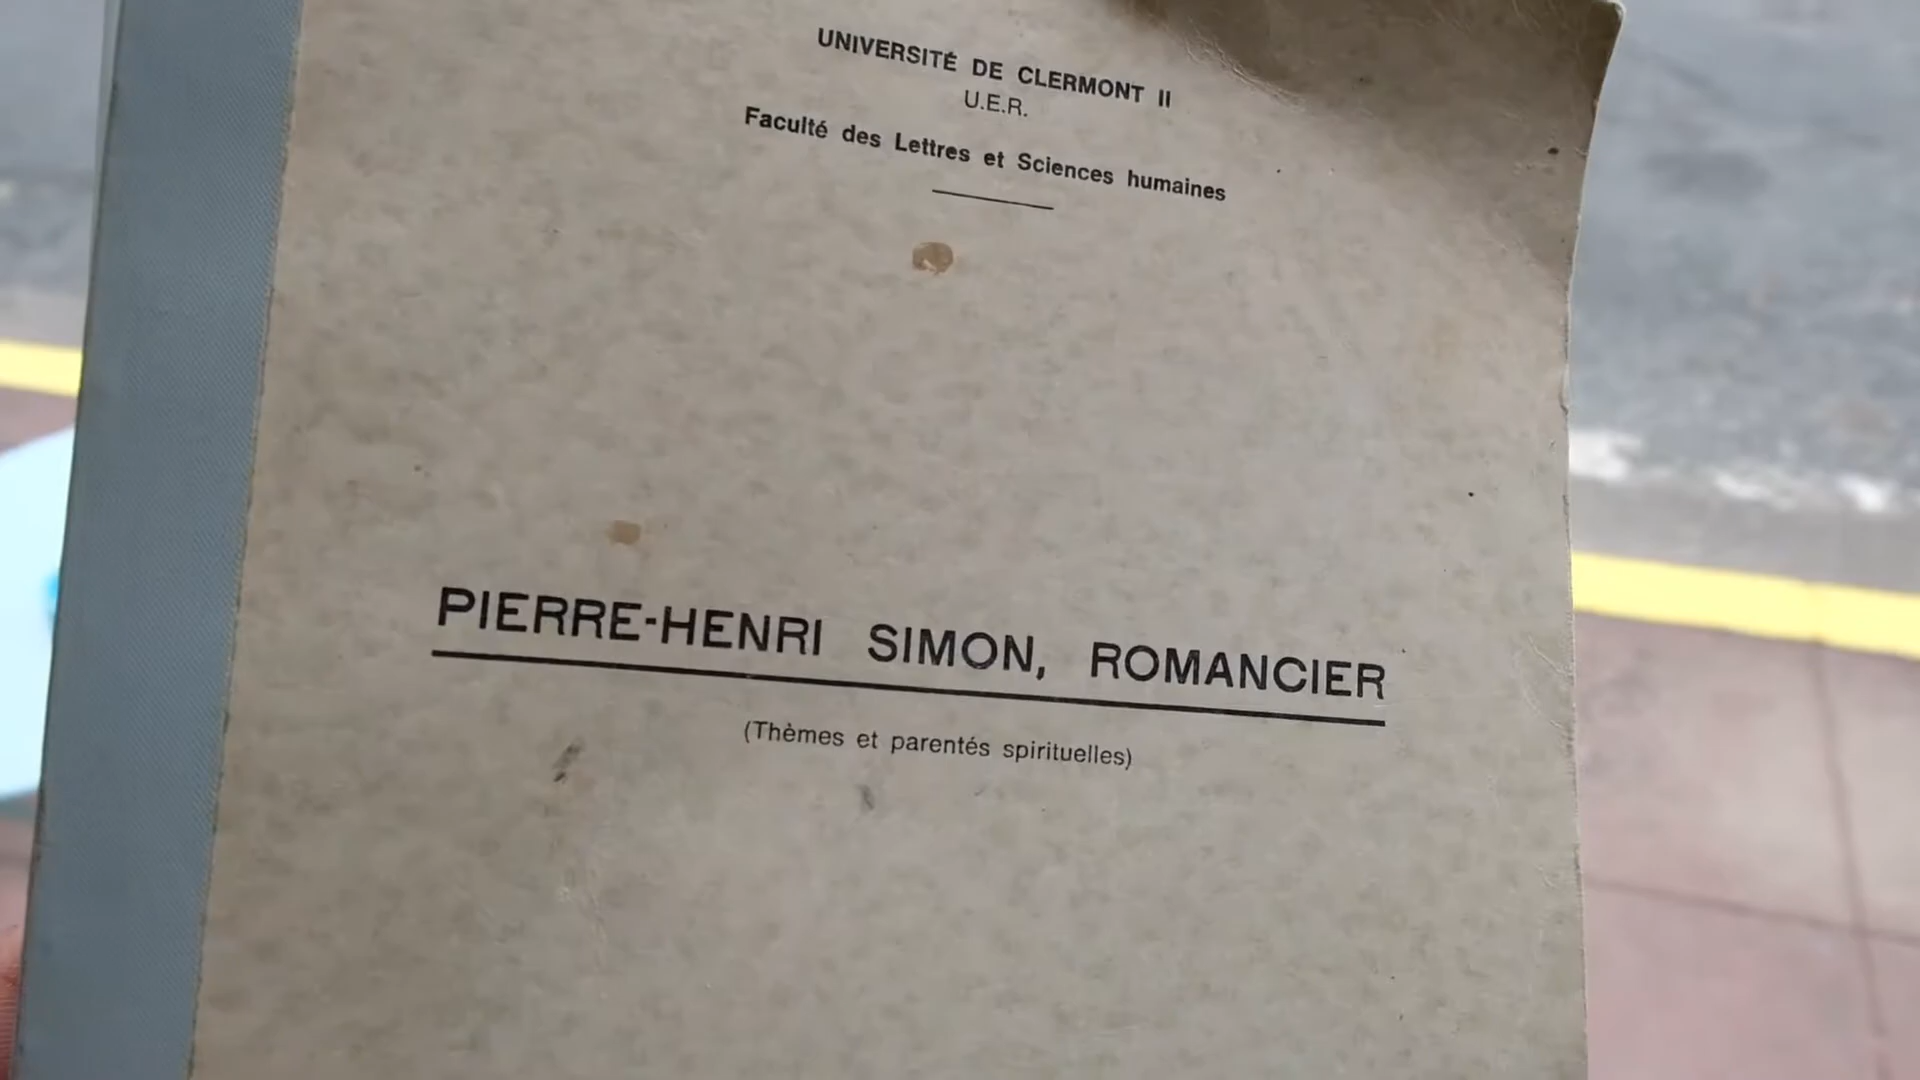 UNIVERSITÉ DE CLERMONT II
U.E.R.
Faculté des Lettres et Sciences humaines
PIERRE-HENRI SIMON, ROMANCIER
(Thèmes et parentés spirituelles)